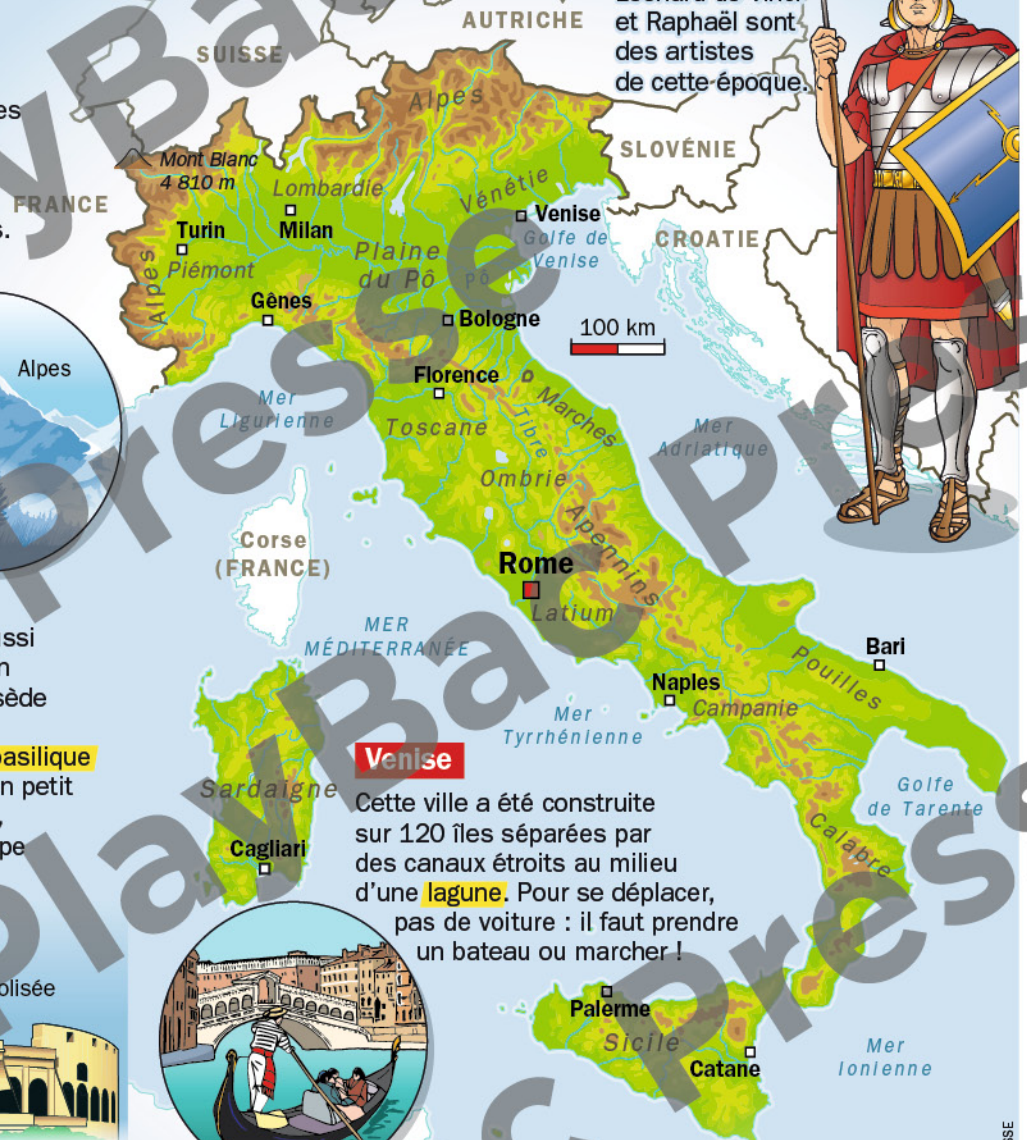 AUTRICHE
et Raphaël sont
des artistes
de cette époque.
SUISSE
Alpes
Mont Blanc
4 810 m
SLOVÉNIE
FRANCE
Lombardie
Vénétie
Turin
Milan
Venise
Golfe de
Venise
CROATIE
Plaine
du Pô
Pô
Piémont
Alpes
Gênes
Bologne
100 km
Alpes
Florence
Mer
Ligurienne
Toscane
Tibre
Marches
Mer
Adriatique
Ombrie
Apennins
Corse
(FRANCE)
Rome
Latium
MER
MÉDITERRANÉE
Bari
Pouilles
Naples
Campanie
Mer
Tyrrhénienne
basilique
n petit
Venise
Cette ville a été construite
sur 120 îles séparées par
des canaux étroits au milieu
d'une lagune. Pour se déplacer,
pas de voiture : il faut prendre
un bateau ou marcher !
Sardaigne
Cagliari
Golfe
de Tarente
Calabre
Palerme
Sicile
Catane
Mer
Ionienne
PlayBac Presse